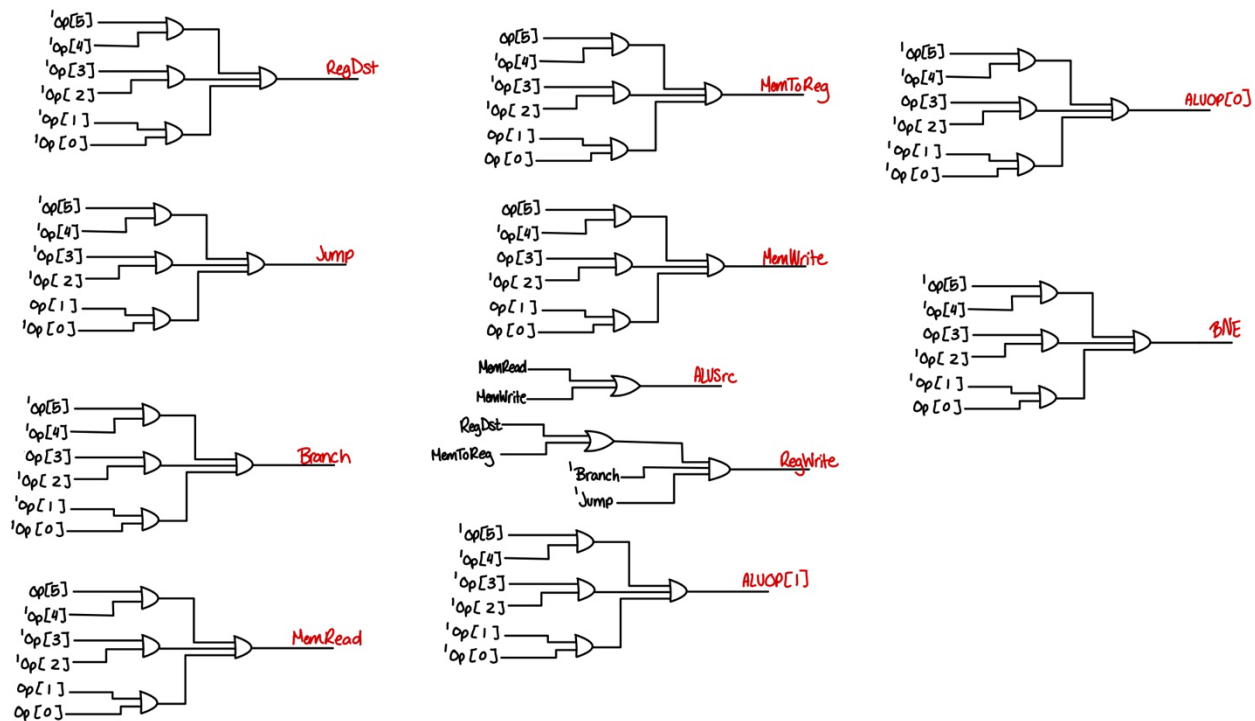 'Op[5]
'Op[4]
'Op[3]
'Op[2]
'Op[1]
'Op[0]
RegDst
'Op[5]
'Op[4]
'Op[3]
'Op[2]
Op[1]
'Op[0]
Jump
'Op[5]
'Op[4]
Op[3]
'Op[2]
'Op[1]
'Op[0]
Branch
Op[5]
'Op[4]
'Op[3]
'Op[2]
Op[1]
Op[0]
MemRead
Op[5]
'Op[4]
'Op[3]
'Op[2]
Op[1]
Op[0]
MemToReg
Op[5]
'Op[4]
Op[3]
'Op[2]
Op[1]
Op[0]
MemWrite
MemRead
MemWrite
ALUSrc
RegDst
MemToReg
'Branch
'Jump
RegWrite
'Op[5]
'Op[4]
'Op[3]
'Op[2]
'Op[1]
'Op[0]
ALUOP[1]
'Op[5]
'Op[4]
Op[3]
'Op[2]
'Op[1]
'Op[0]
ALUOP[0]
'Op[5]
'Op[4]
Op[3]
'Op[2]
'Op[1]
Op[0]
BNE